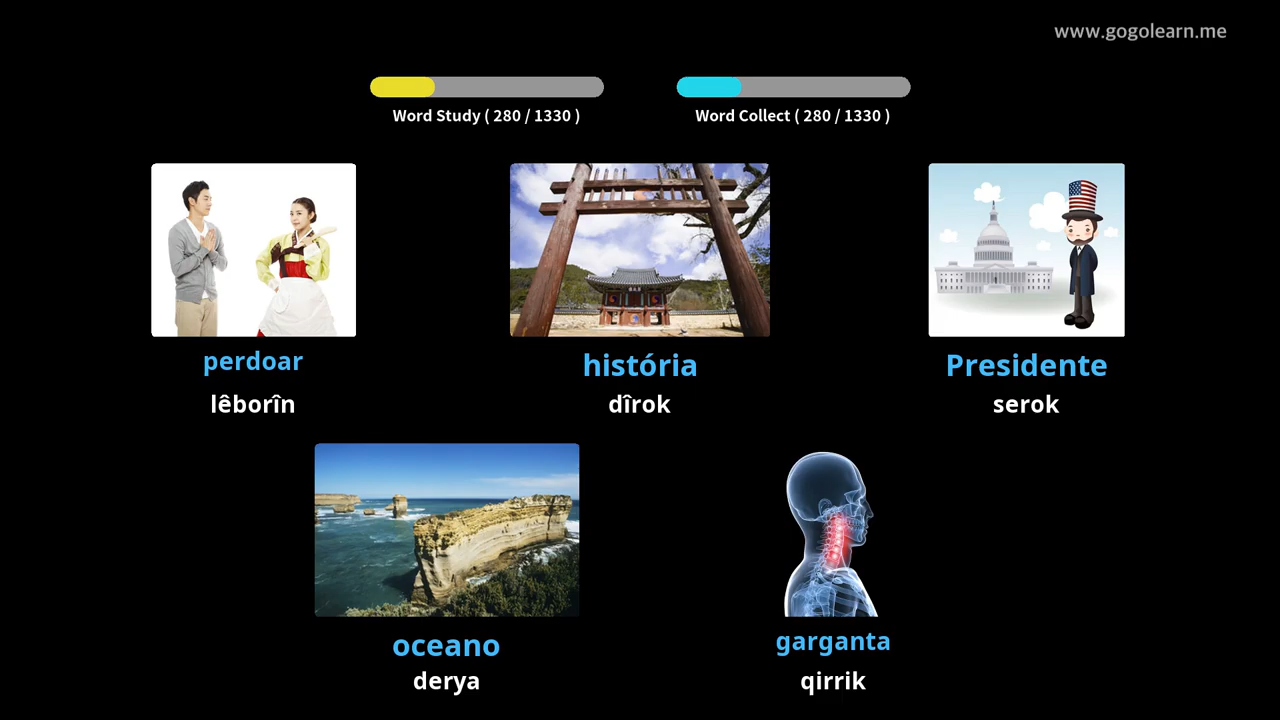 www.gogolearn.me
Word Study ( 280 / 1330 )
Word Collect ( 280 / 1330 )
perdoar
lêborîn
história
dîrok
Presidente
serok
oceano
derya
garganta
qirrik